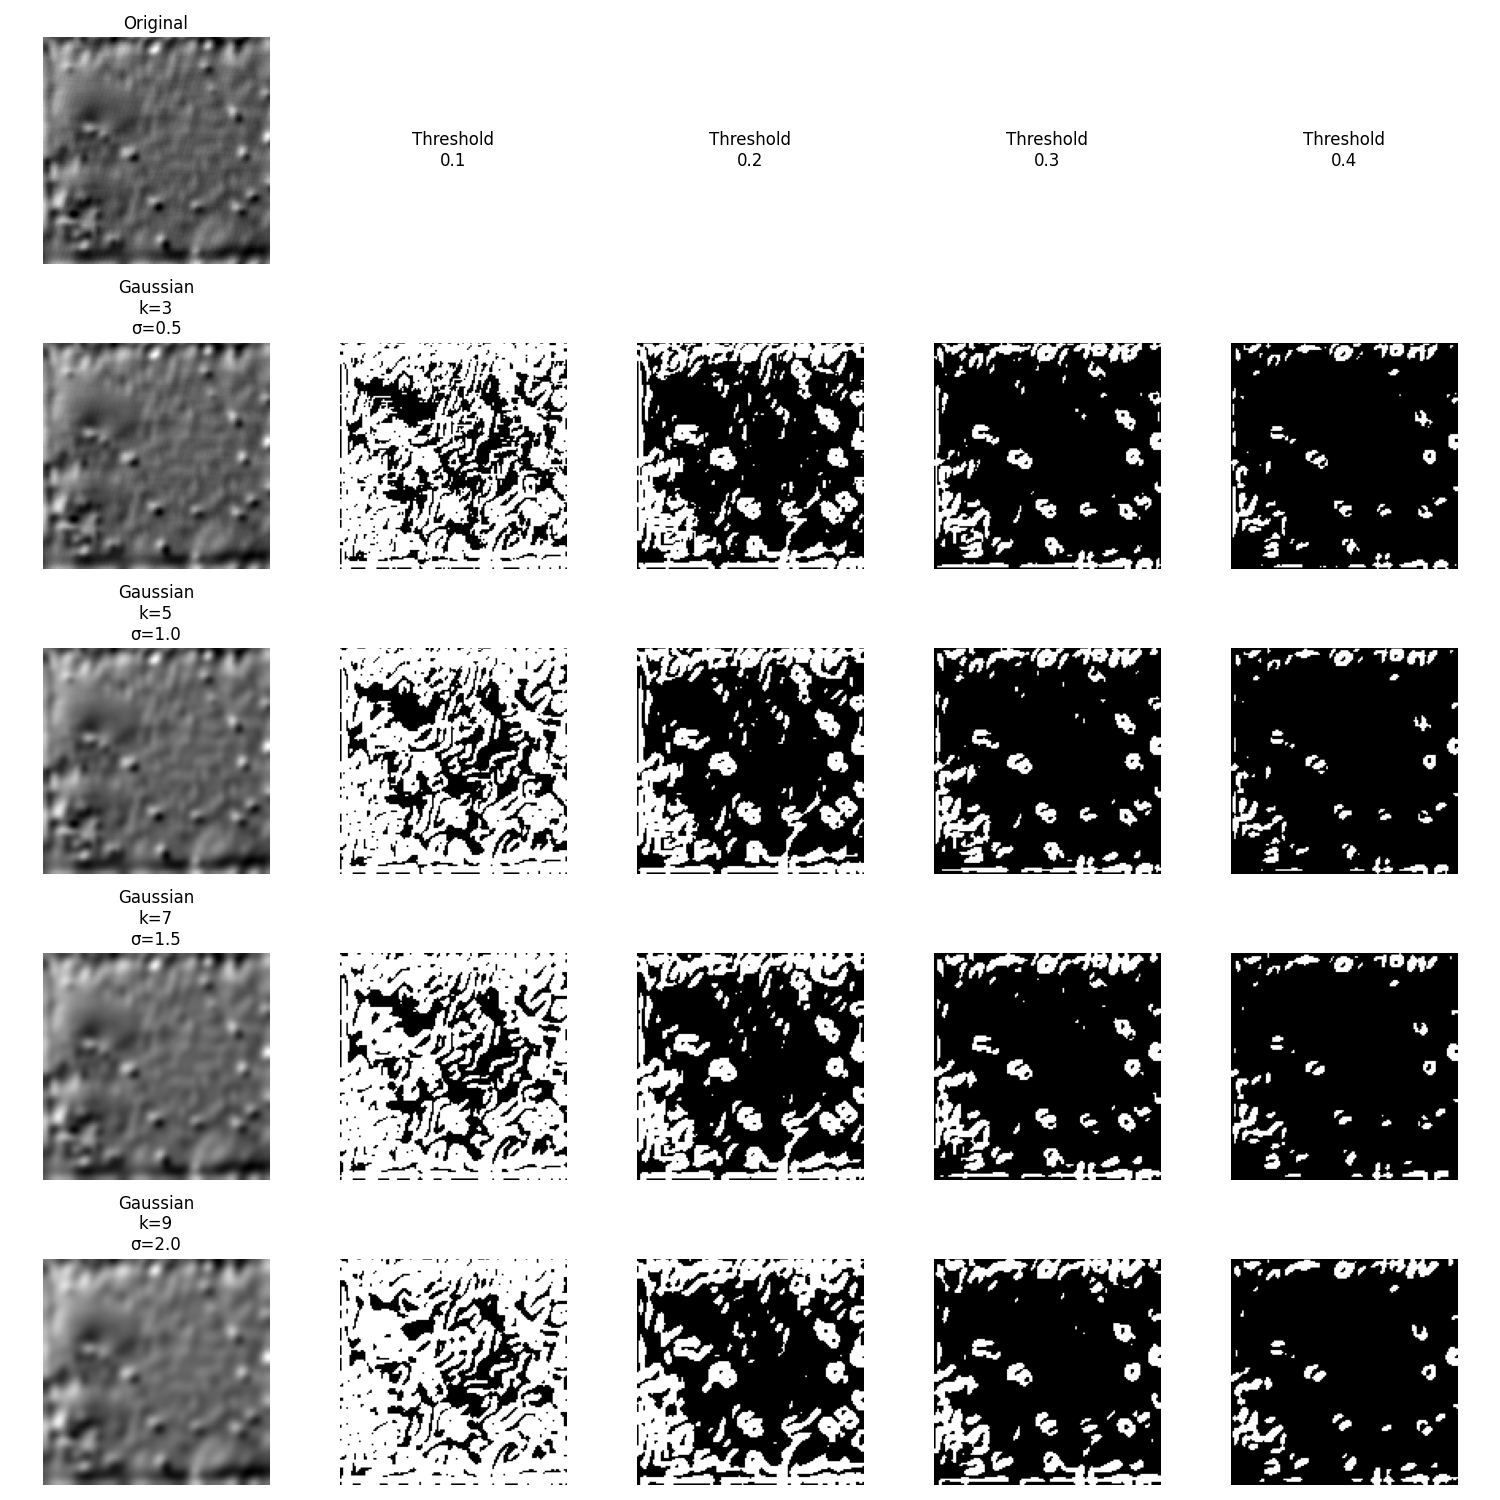 Original
Threshold
0.1
Threshold
0.2
Threshold
0.3
Threshold
0.4
Gaussian
k=3
σ=0.5
Gaussian
k=5
σ=1.0
Gaussian
k=7
σ=1.5
Gaussian
k=9
σ=2.0